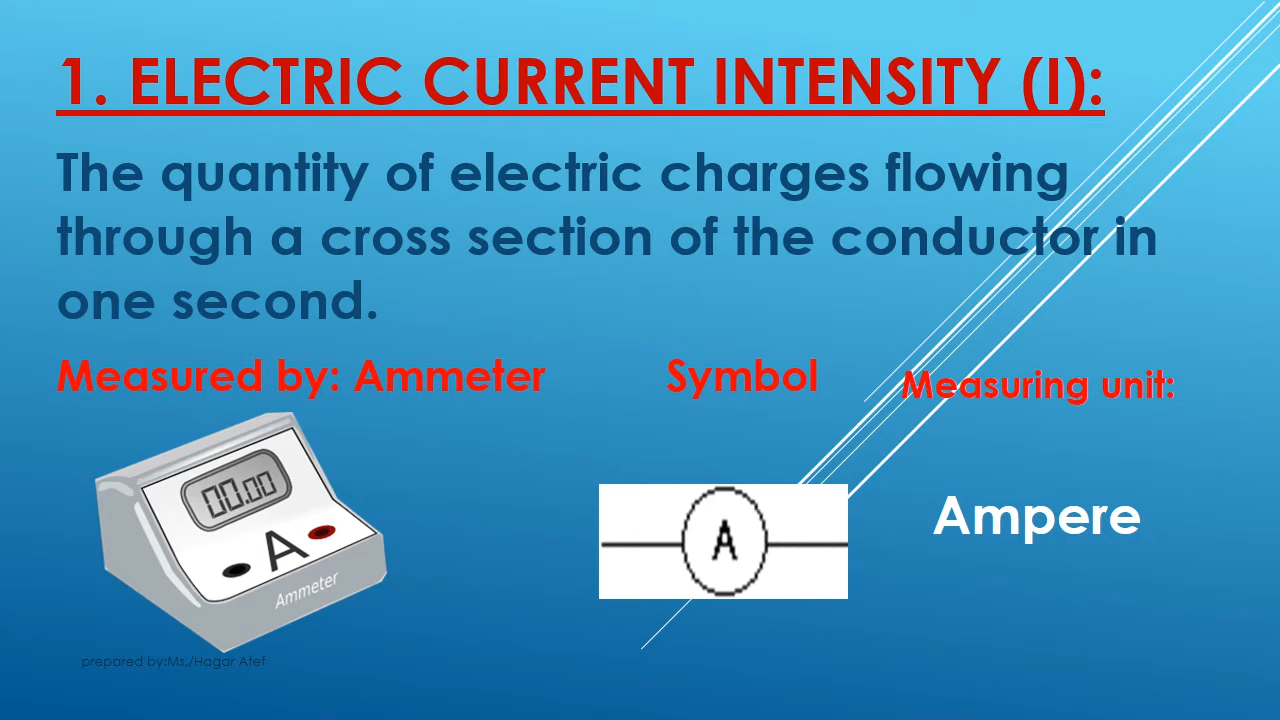 1. ELECTRIC CURRENT INTENSITY (I):
The quantity of electric charges flowing
through a cross section of the conductor in
one second.
Measured by: Ammeter
Symbol
Measuring unit:
00.00
A
Ammeter
A
Ampere
prepared by:Ms./Hagar Atef